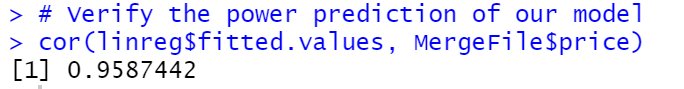 > # Verify the power prediction of our model
> cor(linreg$fitted.values, MergeFile$price)
[1] 0.9587442